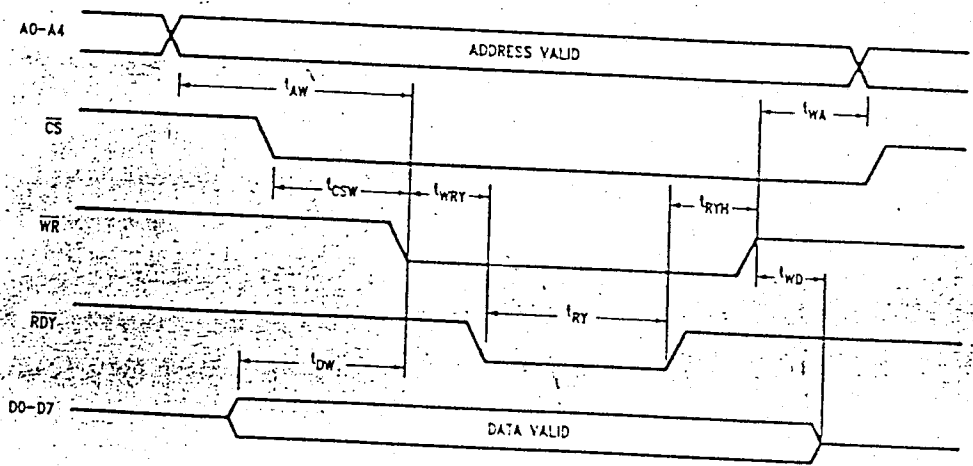 A0-A4
ADDRESS VALID
tAW
tWA
CS
tCSW
tWRY
tRYH
WR
tWD
RDY
tRY
tDW
D0-D7
DATA VALID